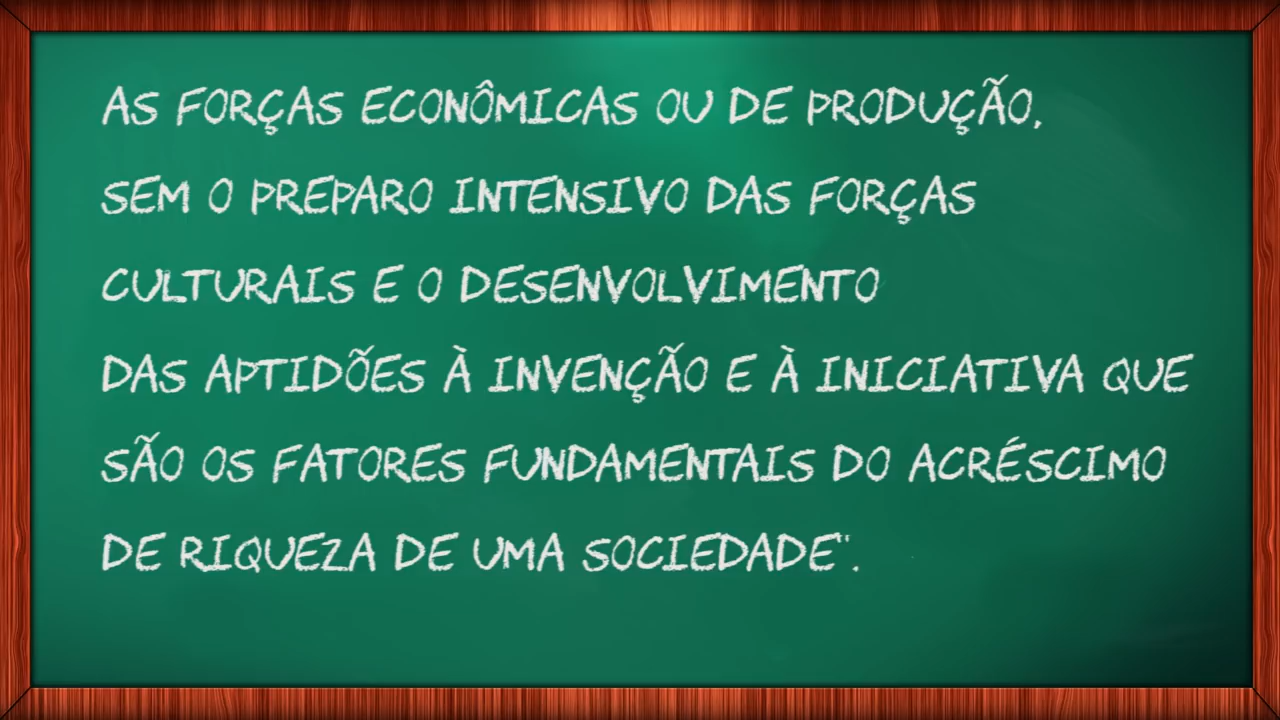 AS FORÇAS ECONÔMICAS OU DE PRODUÇÃO,
SEM O PREPARO INTENSIVO DAS FORÇAS
CULTURAIS E O DESENVOLVIMENTO
DAS APTIDÕES À INVENÇÃO E À INICIATIVA QUE
SÃO OS FATORES FUNDAMENTAIS DO ACRÉSCIMO
DE RIQUEZA DE UMA SOCIEDADE".